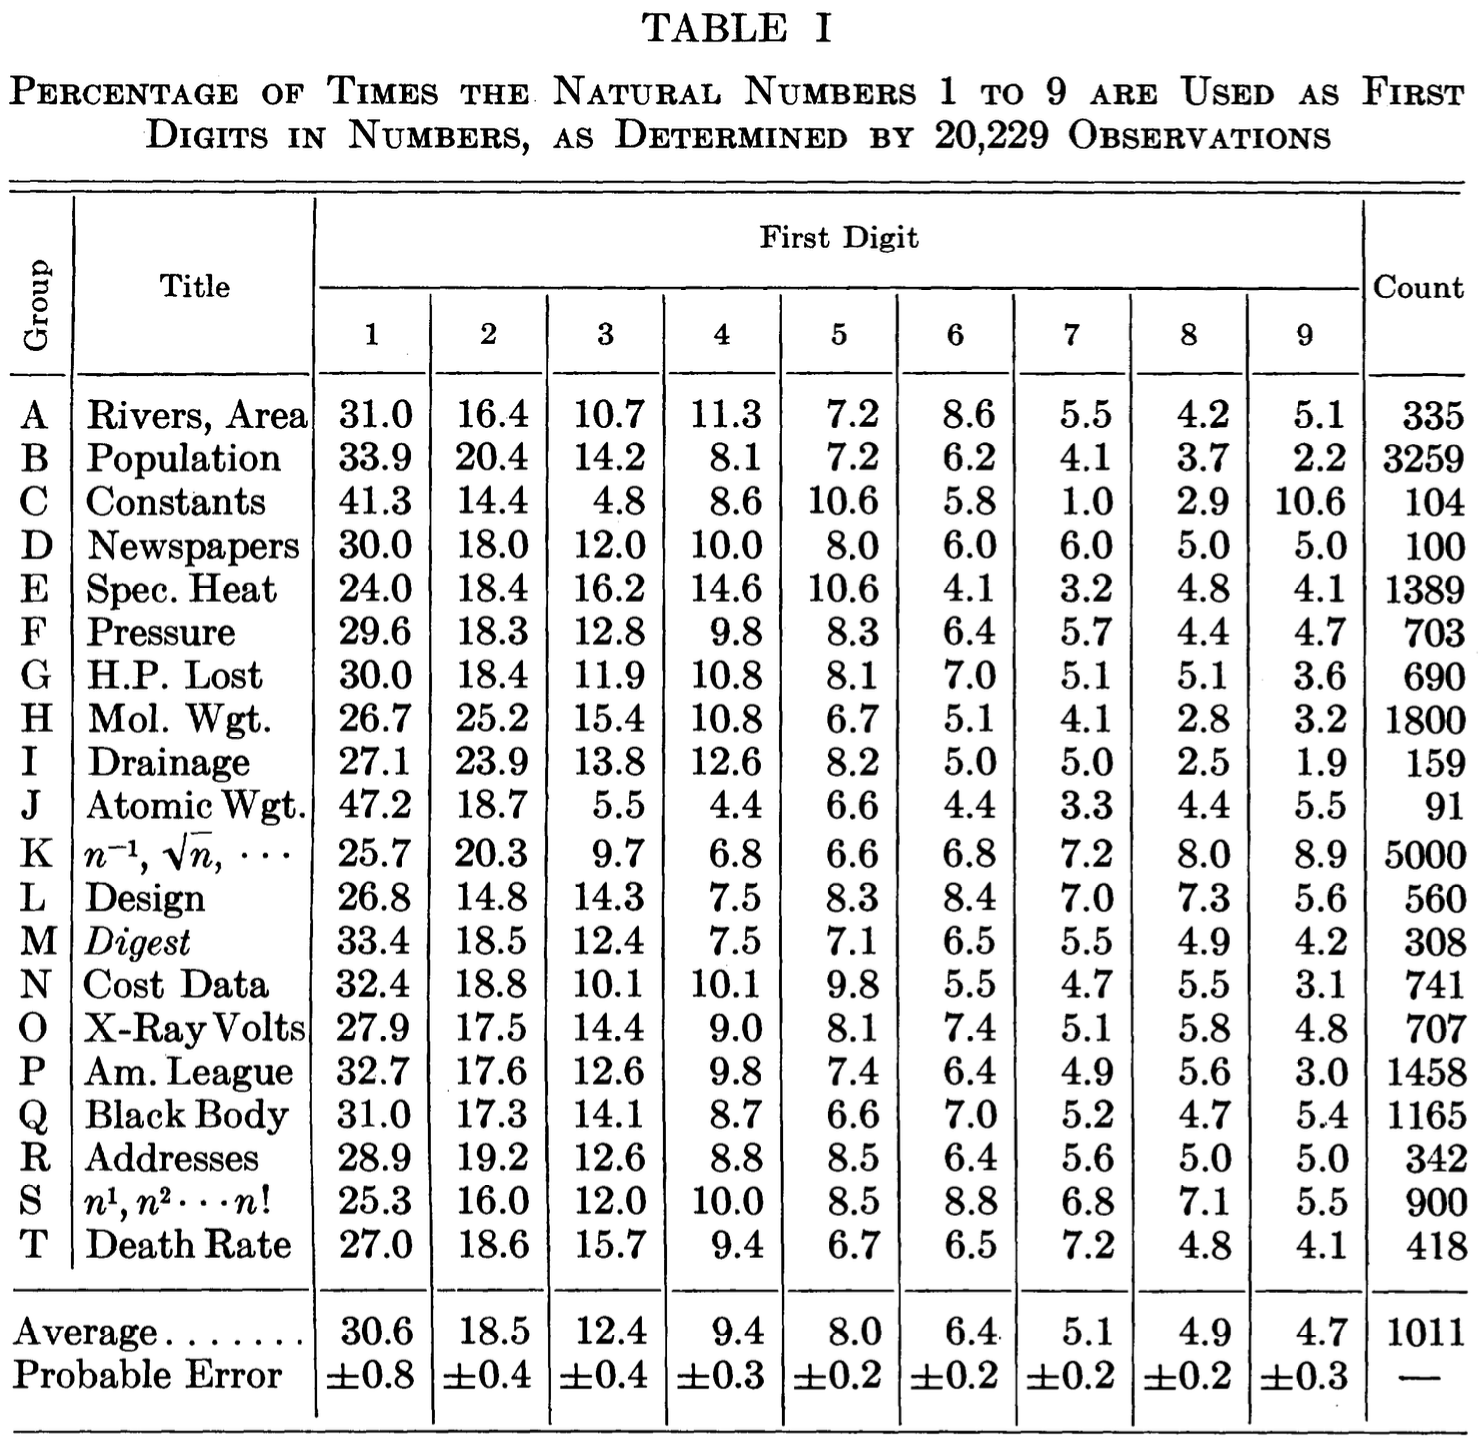 TABLE I
PERCENTAGE OF TIMES THE NATURAL NUMBERS 1 TO 9 ARE USED AS FIRST
DIGITS IN NUMBERS, AS DETERMINED BY 20,229 OBSERVATIONS
Group Title First Digit Count
1 2 3 4 5 6 7 8 9
A Rivers, Area 31.0 16.4 10.7 11.3 7.2 8.6 5.5 4.2 5.1 335
B Population 33.9 20.4 14.2 8.1 7.2 6.2 4.1 3.7 2.2 3259
C Constants 41.3 14.4 4.8 8.6 10.6 5.8 1.0 2.9 10.6 104
D Newspapers 30.0 18.0 12.0 10.0 8.0 6.0 6.0 5.0 5.0 100
E Spec. Heat 24.0 18.4 16.2 14.6 10.6 4.1 3.2 4.8 4.1 1389
F Pressure 29.6 18.3 12.8 9.8 8.3 6.4 5.7 4.4 4.7 703
G H.P. Lost 30.0 18.4 11.9 10.8 8.1 7.0 5.1 5.1 3.6 690
H Mol. Wgt. 26.7 25.2 15.4 10.8 6.7 5.1 4.1 2.8 3.2 1800
I Drainage 27.1 23.9 13.8 12.6 8.2 5.0 5.0 2.5 1.9 159
J Atomic Wgt. 47.2 18.7 5.5 4.4 6.6 4.4 3.3 4.4 5.5 91
K n⁻¹, √n, ··· 25.7 20.3 9.7 6.8 6.6 6.8 7.2 8.0 8.9 5000
L Design 26.8 14.8 14.3 7.5 8.3 8.4 7.0 7.3 5.6 560
M Digest 33.4 18.5 12.4 7.5 7.1 6.5 5.5 4.9 4.2 308
N Cost Data 32.4 18.8 10.1 10.1 9.8 5.5 4.7 5.5 3.1 741
O X-Ray Volts 27.9 17.5 14.4 9.0 8.1 7.4 5.1 5.8 4.8 707
P Am. League 32.7 17.6 12.6 9.8 7.4 6.4 4.9 5.6 3.0 1458
Q Black Body 31.0 17.3 14.1 8.7 6.6 7.0 5.2 4.7 5.4 1165
R Addresses 28.9 19.2 12.6 8.8 8.5 6.4 5.6 5.0 5.0 342
S n¹, n² ··· n! 25.3 16.0 12.0 10.0 8.5 8.8 6.8 7.1 5.5 900
T Death Rate 27.0 18.6 15.7 9.4 6.7 6.5 7.2 4.8 4.1 418
Average....... 30.6 18.5 12.4 9.4 8.0 6.4 5.1 4.9 4.7 1011
Probable Error ±0.8 ±0.4 ±0.4 ±0.3 ±0.2 ±0.2 ±0.2 ±0.2 ±0.3 —